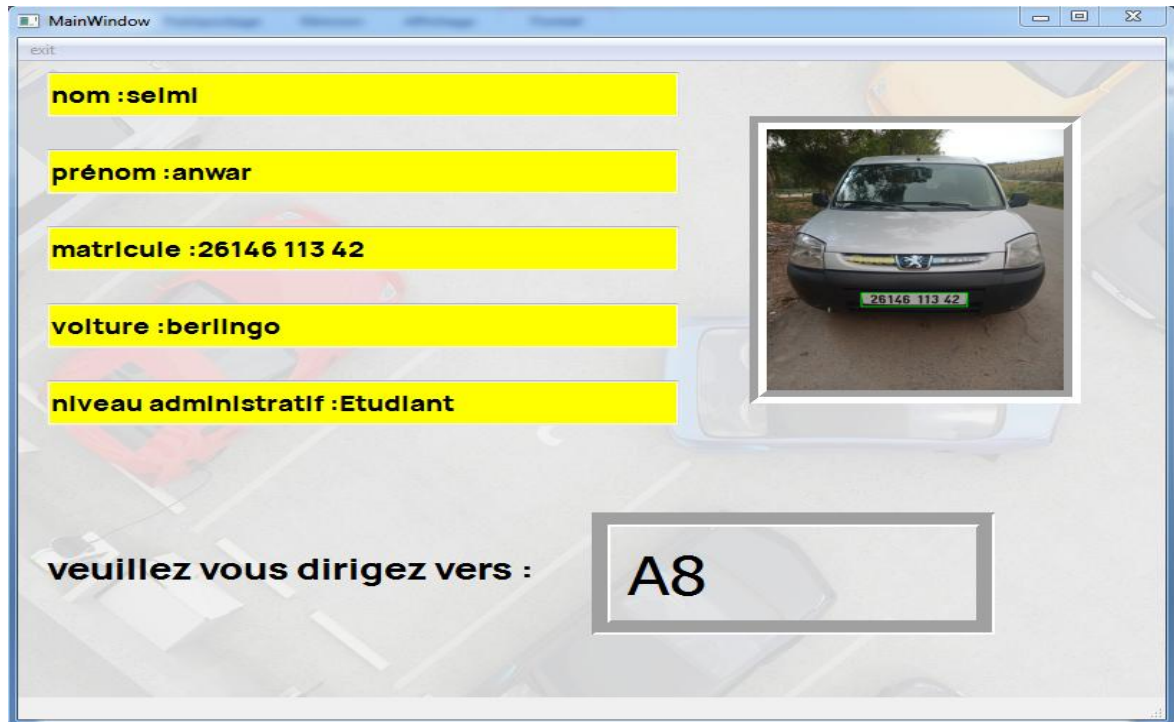 MainWindow
exit
nom :selmi
prénom :anwar
matricule :26146 113 42
voiture :berlingo
niveau administratif :Etudiant
26146 113 42
veuillez vous dirigez vers :
A8